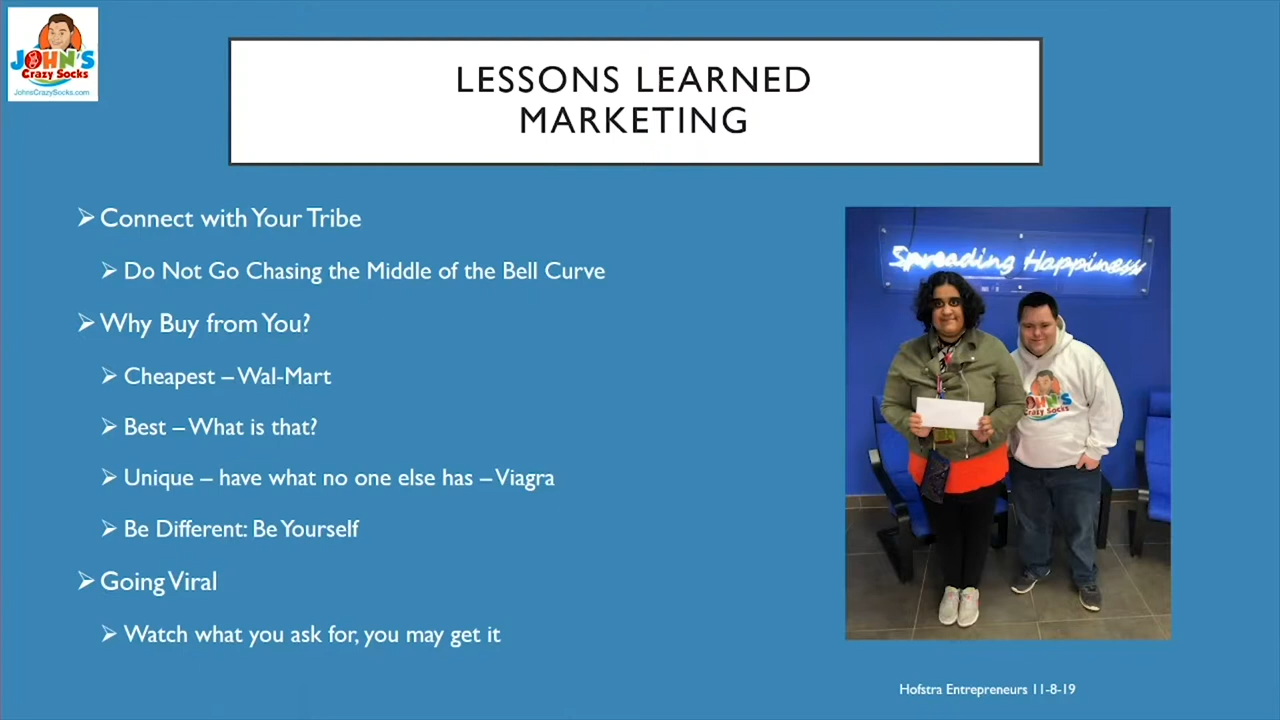 JOHN'S
Crazy Socks
JohnsCrazySocks.com
LESSONS LEARNED
MARKETING
Connect with Your Tribe
Do Not Go Chasing the Middle of the Bell Curve
Why Buy from You?
Cheapest – Wal-Mart
Best – What is that?
Unique – have what no one else has – Viagra
Be Different: Be Yourself
Going Viral
Watch what you ask for, you may get it
Spreading Happiness
JOHN'S
Crazy Socks
Hofstra Entrepreneurs 11-8-19